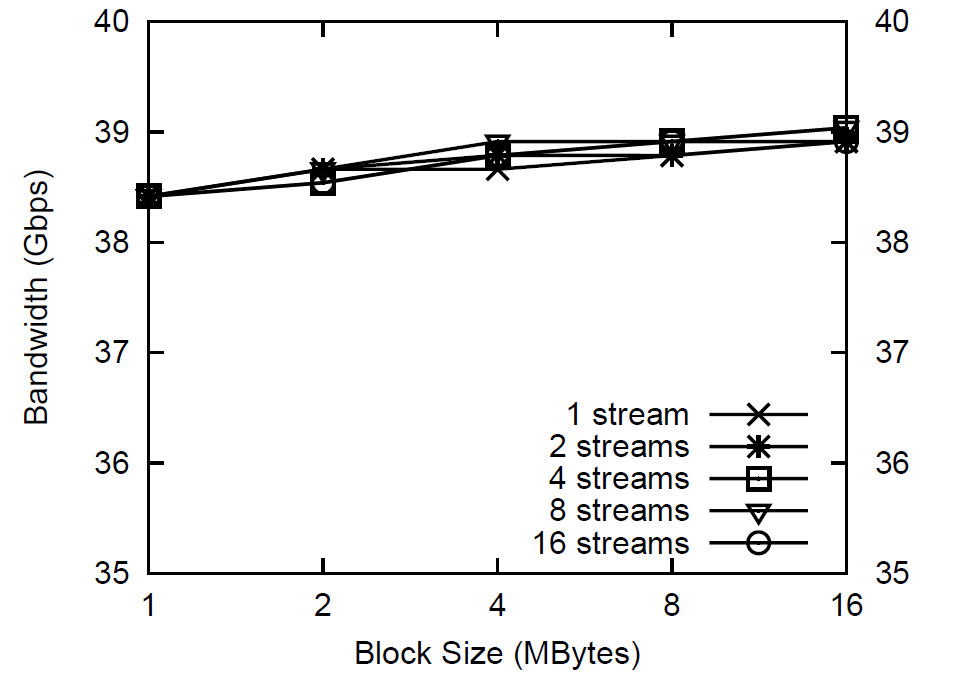 40 40
39 39
38 38
37 37
36 36
35 35
Bandwidth (Gbps)
1 stream
2 streams
4 streams
8 streams
16 streams
1 2 4 8 16
Block Size (MBytes)